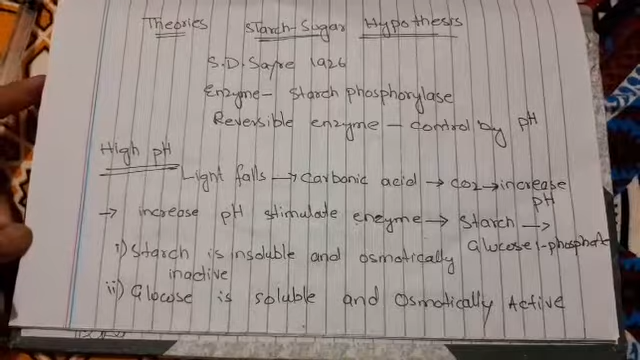 Theories Starch-Sugar Hypothesis
S.D. Sayre 1926
Enzyme - Starch phosphorylase
Reversible enzyme - control by pH
High pH
Light falls → Carbonic acid → CO2 → increase pH
→ increase pH stimulate enzyme → Starch → Glucose 1-phosphate
i) Starch is insoluble and osmotically inactive
ii) Glucose is soluble and Osmotically Active